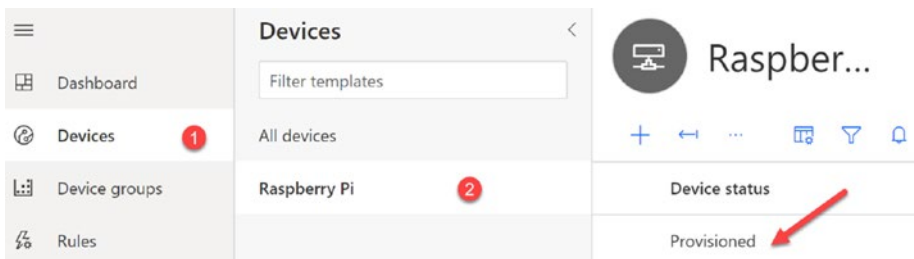 Devices
Filter templates
Raspber...
Dashboard
Devices 1
All devices
Device groups
Raspberry Pi 2
Device status
Rules
Provisioned